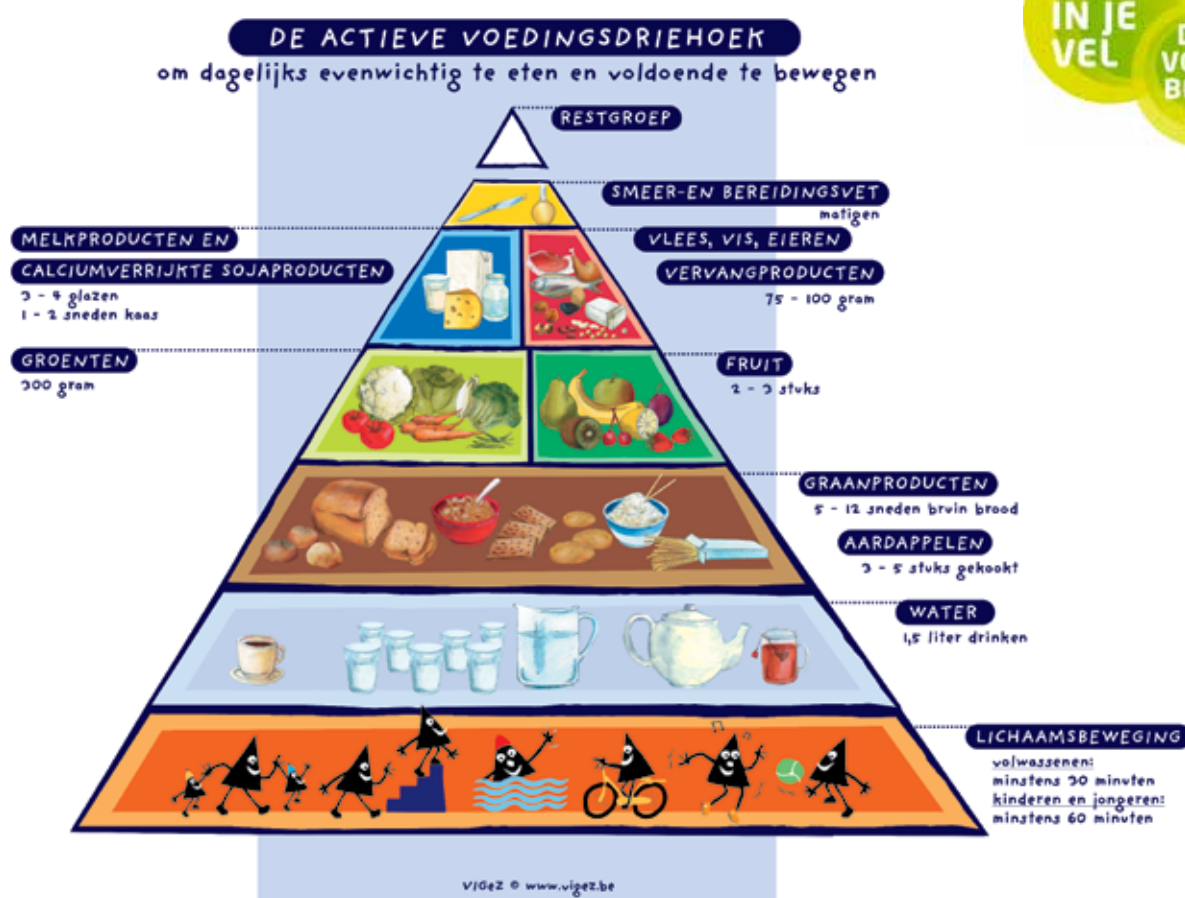 DE ACTIEVE VOEDINGSDRIEHOEK
om dagelijks evenwichtig te eten en voldoende te bewegen
IN JE
VEL
RESTGROEP
SMEER-EN BEREIDINGSVET
matigen
MELKPRODUCTEN EN
CALCIUMVERRIJKTE SOJAPRODUCTEN
3 - 4 glazen
1 - 2 sneden kaas
VLEES, VIS, EIEREN
VERVANGPRODUCTEN
75 - 100 gram
GROENTEN
300 gram
FRUIT
2 - 3 stuks
GRAANPRODUCTEN
5 - 12 sneden bruin brood
AARDAPPELEN
3 - 5 stuks gekookt
WATER
1,5 liter drinken
LICHAAMSBEWEGING
volwassenen:
minstens 30 minuten
kinderen en jongeren:
minstens 60 minuten
VIGeZ © www.vigez.be